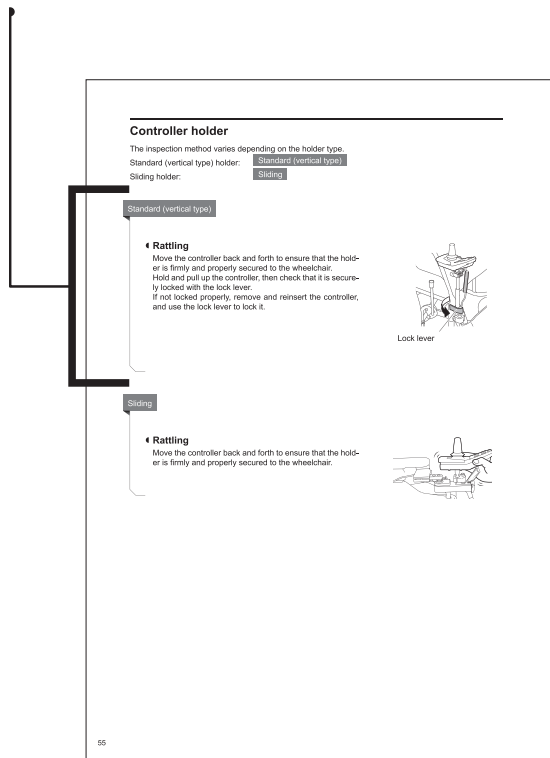 Controller holder
The inspection method varies depending on the holder type.
Standard (vertical type) holder: Standard (vertical type)
Sliding holder: Sliding
Standard (vertical type)
Rattling
Move the controller back and forth to ensure that the hold-
er is firmly and properly secured to the wheelchair.
Hold and pull up the controller, then check that it is secure-
ly locked with the lock lever.
If not locked properly, remove and reinsert the controller,
and use the lock lever to lock it.
Lock lever
Sliding
Rattling
Move the controller back and forth to ensure that the hold-
er is firmly and properly secured to the wheelchair.
55